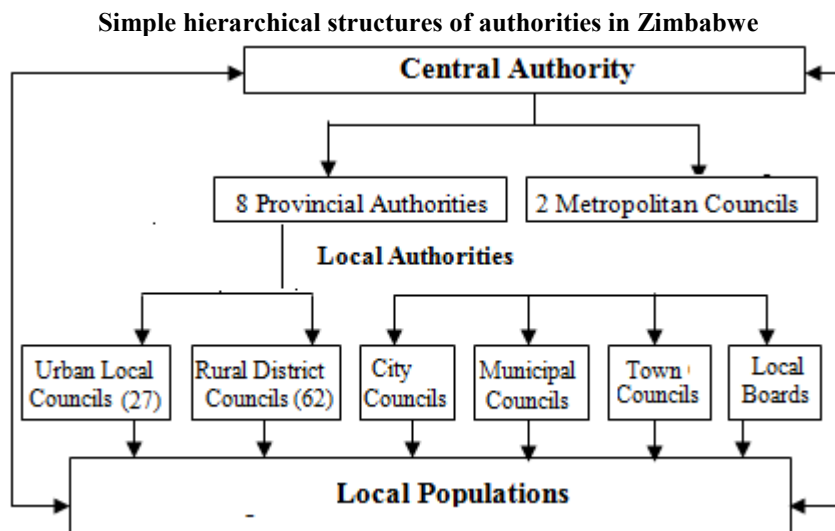 Simple hierarchical structures of authorities in Zimbabwe
Central Authority
8 Provincial Authorities
2 Metropolitan Councils
Local Authorities
Urban Local
Councils (27)
Rural District
Councils (62)
City
Councils
Municipal
Councils
Town
Councils
Local
Boards
Local Populations